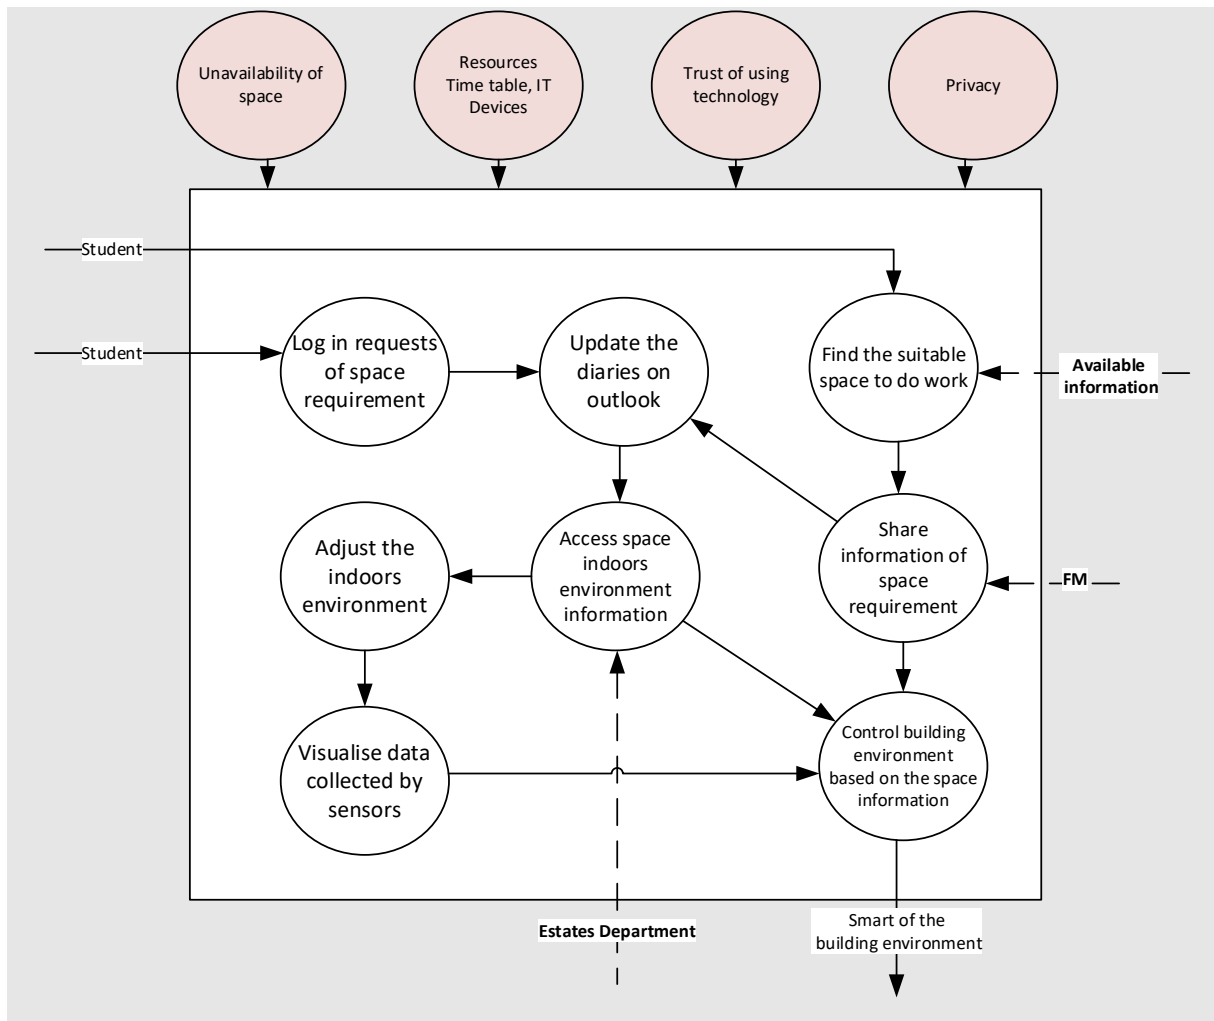 Unavailability of
space
Resources
Time table, IT
Devices
Trust of using
technology
Privacy
Student
Student
Log in requests
of space
requirement
Update the
diaries on
outlook
Find the suitable
space to do work
Available
information
Adjust the
indoors
environment
Access space
indoors
environment
information
Share
information of
space
requirement
FM
Visualise data
collected by
sensors
Control building
environment
based on the space
information
Estates Department
Smart of the
building environment